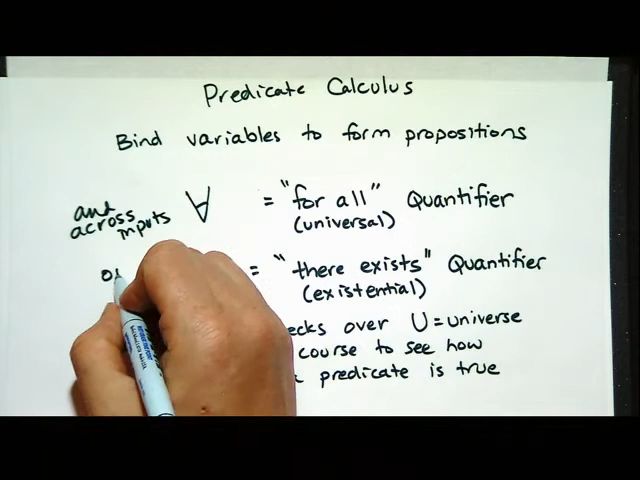 Predicate Calculus
Bind variables to form propositions
and across inputs ∀ = "for all" Quantifier
(universal)
= "there exists" Quantifier
(existential)
ecks over U = universe
course to see how
predicate is true